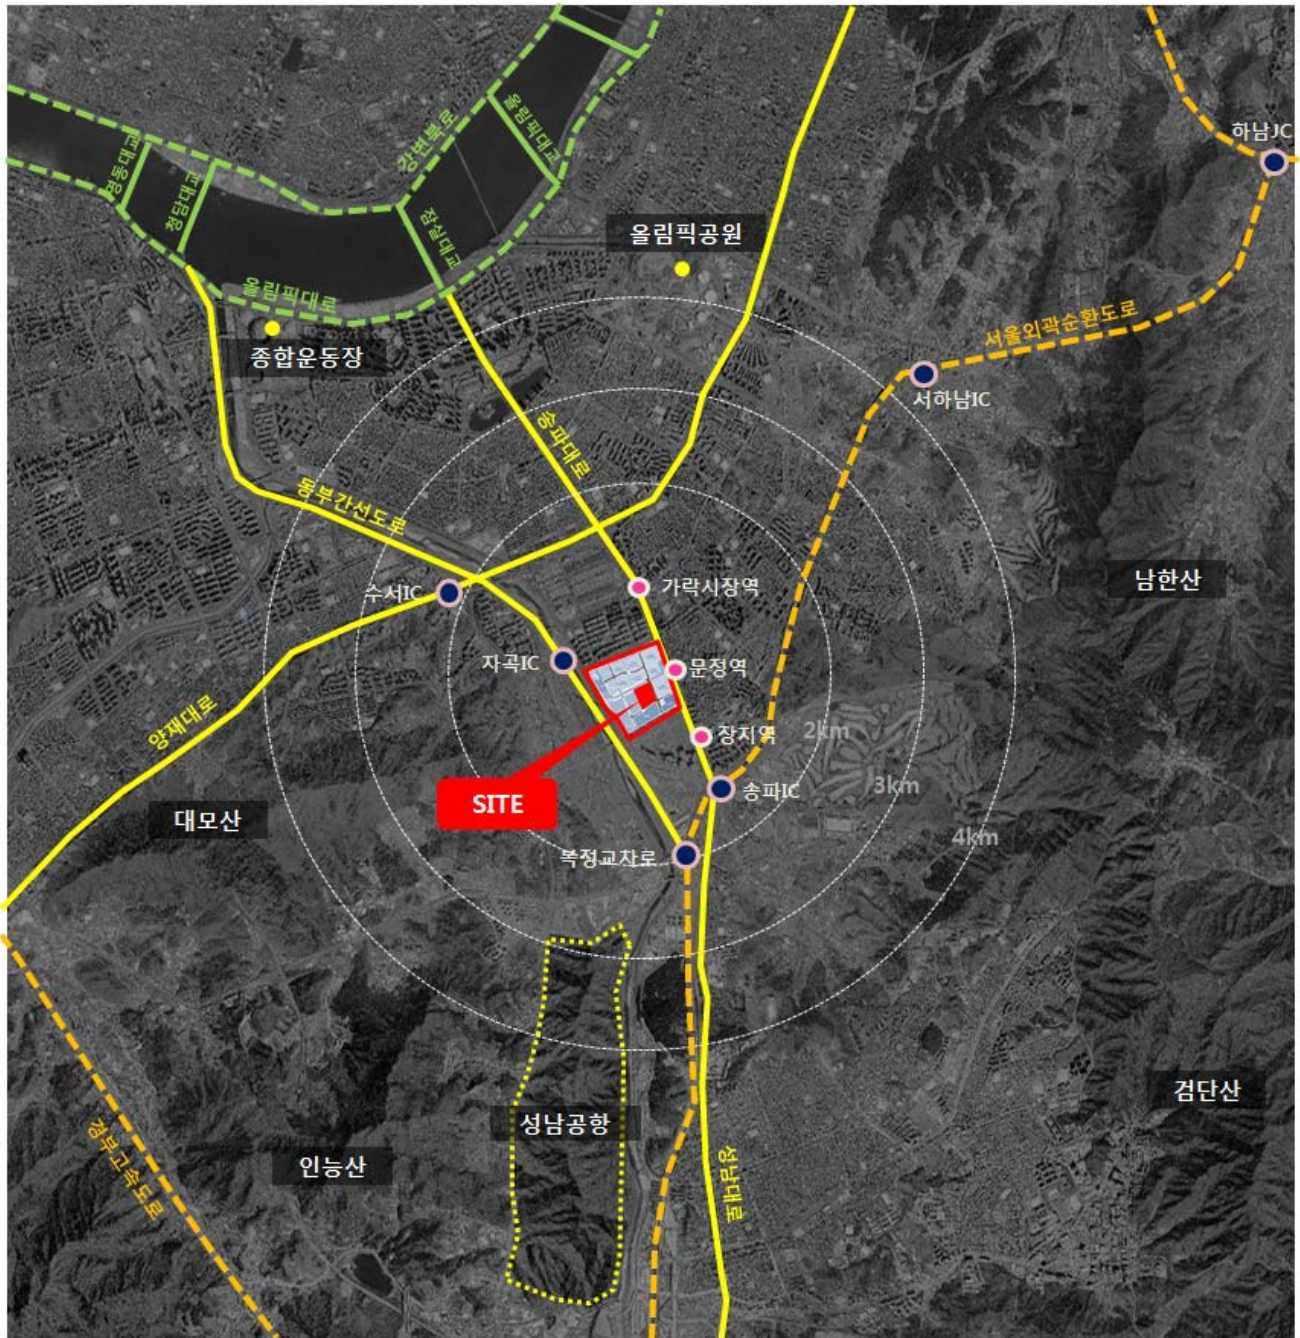 하남JC
강변북로
올림픽대교
영동대교
청담대교
잠실대교
올림픽공원
올림픽대로
서울외곽순환도로
종합운동장
서하남IC
송파대로
동부간선도로
수서IC
가락시장역
남한산
자곡IC
문정역
양재대로
2km
장지역
3km
송파IC
SITE
대모산
4km
복정교차로
검단산
성남공항
경부고속도로
인능산
성남대로